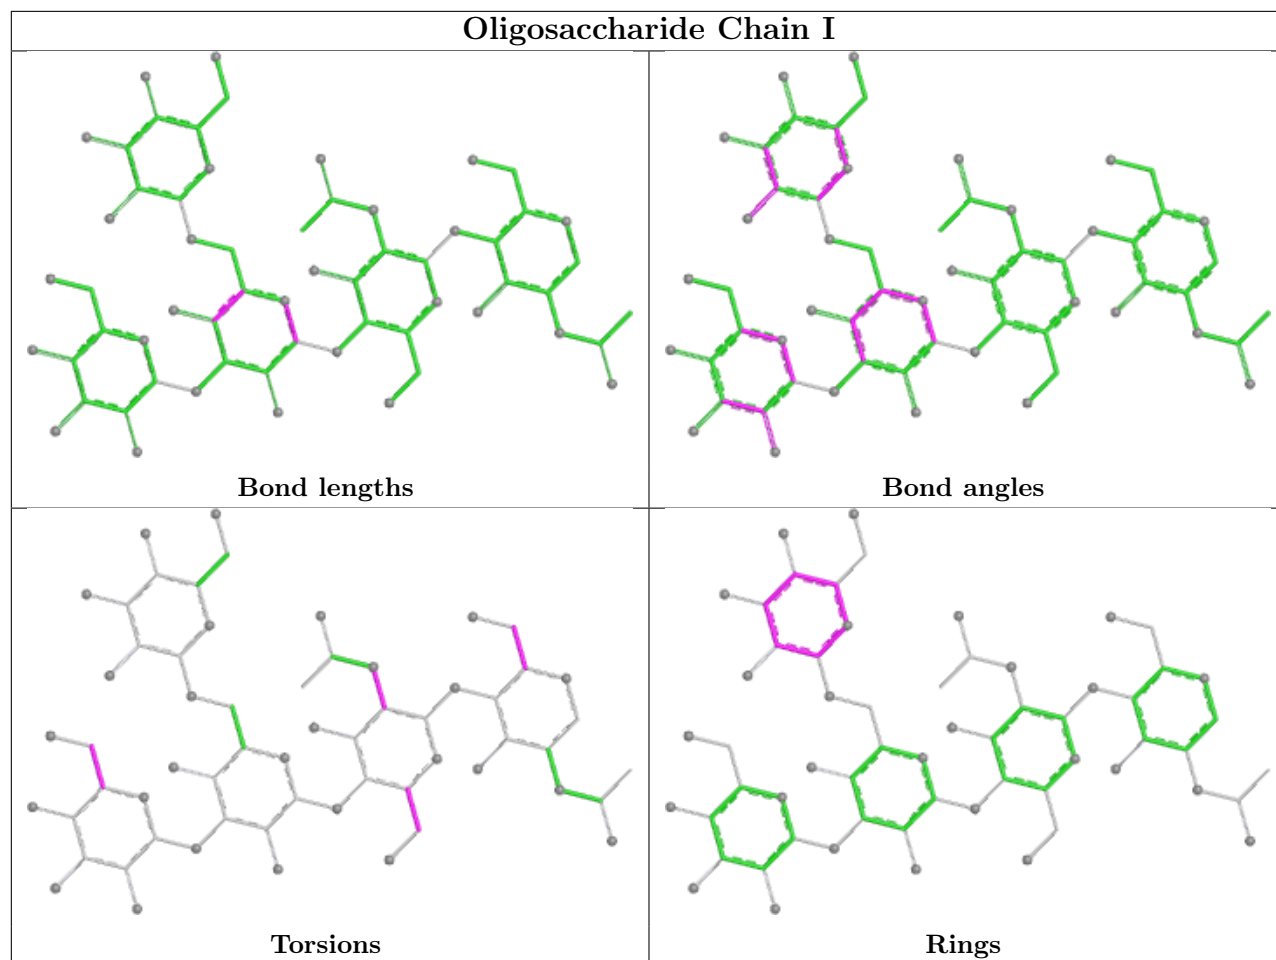 Oligosaccharide Chain I
Bond lengths
Bond angles
Torsions
Rings